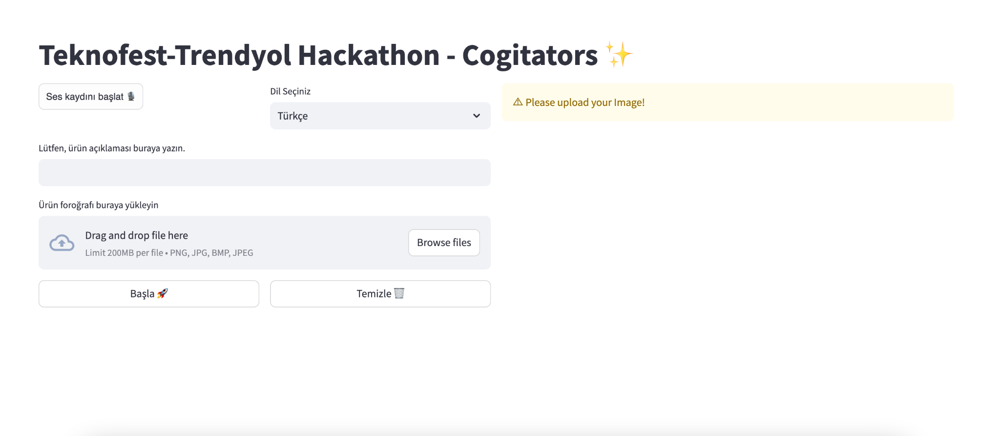 Teknofest-Trendyol Hackathon - Cogitators ✨
Ses kaydını başlat 🎙️
Dil Seçiniz
Türkçe
⚠ Please upload your Image!
Lütfen, ürün açıklaması buraya yazın.
Ürün foroğrafı buraya yükleyin
Drag and drop file here
Limit 200MB per file • PNG, JPG, BMP, JPEG
Browse files
Başla 🚀
Temizle 🗑️